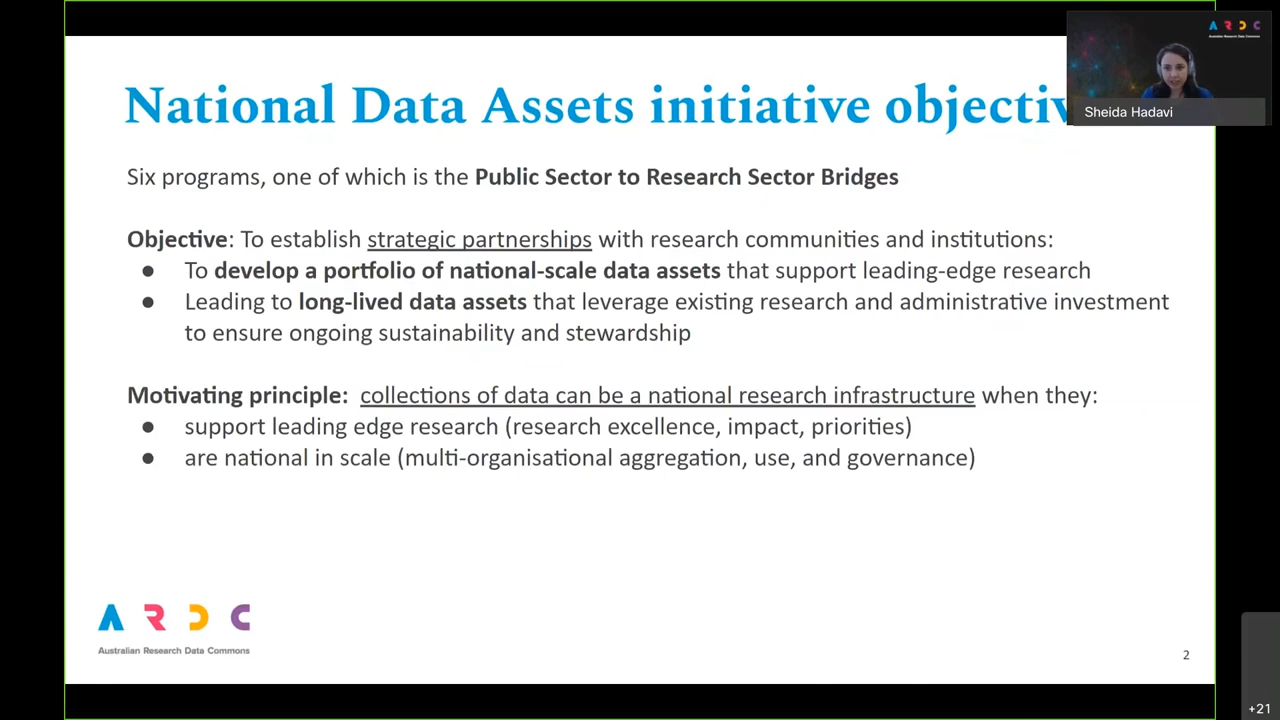 National Data Assets initiative objectiv
A R D C
Australian Research Data Commons
Sheida Hadavi
Six programs, one of which is the Public Sector to Research Sector Bridges
Objective: To establish strategic partnerships with research communities and institutions:
● To develop a portfolio of national-scale data assets that support leading-edge research
● Leading to long-lived data assets that leverage existing research and administrative investment
to ensure ongoing sustainability and stewardship
Motivating principle: collections of data can be a national research infrastructure when they:
● support leading edge research (research excellence, impact, priorities)
● are national in scale (multi-organisational aggregation, use, and governance)
A R D C
Australian Research Data Commons
2
+21